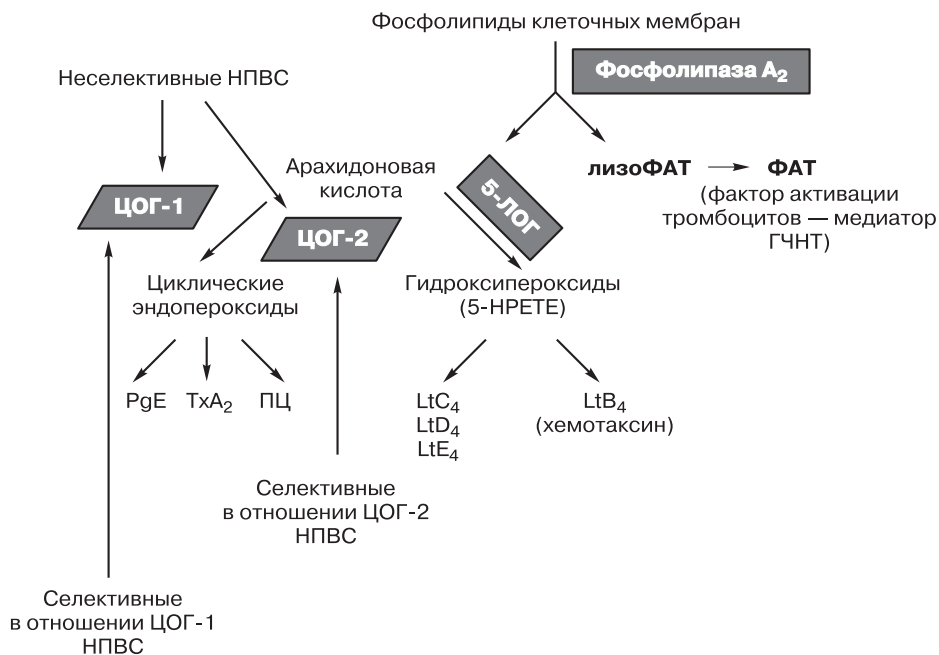 Фосфолипиды клеточных мембран
Фосфолипаза А₂
Неселективные НПВС
Арахидоновая
кислота
5-ЛОГ
лизоФАТ
ФАТ
(фактор активации
тромбоцитов — медиатор
ГЧНТ)
ЦОГ-1
ЦОГ-2
Циклические
эндопероксиды
Гидроксипероксиды
(5-НРЕТЕ)
PgE
TxA₂
ПЦ
LtC₄
LtD₄
LtE₄
LtB₄
(хемотаксин)
Селективные
в отношении ЦОГ-2
НПВС
Селективные
в отношении ЦОГ-1
НПВС